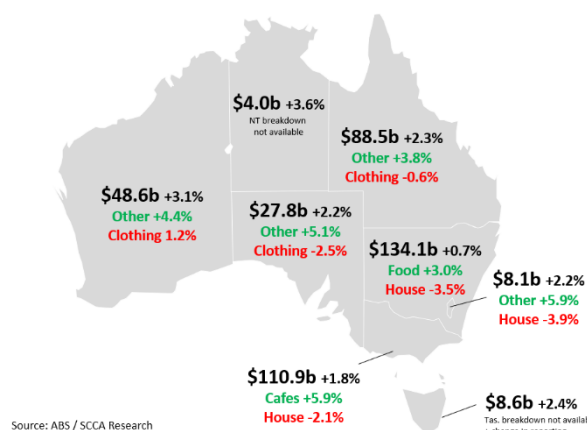 $4.0b +3.6%
NT breakdown
not available
$88.5b +2.3%
Other +3.8%
Clothing -0.6%
$48.6b +3.1%
Other +4.4%
Clothing 1.2%
$27.8b +2.2%
Other +5.1%
Clothing -2.5%
$134.1b +0.7%
Food +3.0%
House -3.5%
$8.1b +2.2%
Other +5.9%
House -3.9%
$110.9b +1.8%
Cafes +5.9%
House -2.1%
$8.6b +2.4%
Tas. breakdown not availa
Source: ABS / SCCA Research